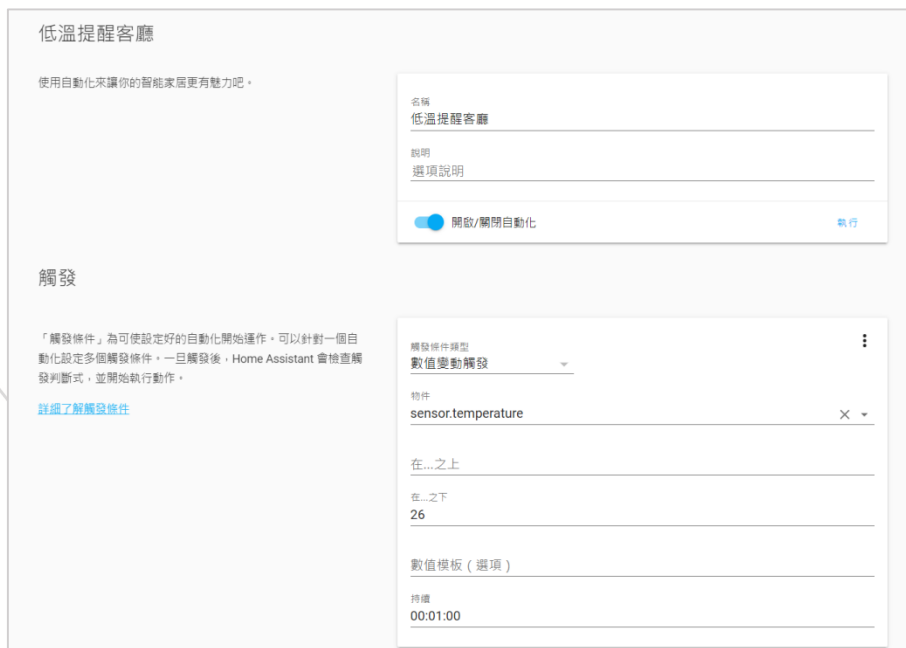 低溫提醒客廳
使用自動化來讓你的智能家居更有魅力吧。
名稱
低溫提醒客廳
說明
選項說明
開啟/關閉自動化
執行
觸發
「觸發條件」為可使設定好的自動化開始運作。可以針對一個自
動化設定多個觸發條件。一旦觸發後，Home Assistant 會檢查觸
發判斷式，並開始執行動作。
詳細了解觸發條件
觸發條件類型
數值變動觸發
物件
sensor.temperature
在...之上
在...之下
26
數值模板 ( 選項 )
持續
00:01:00